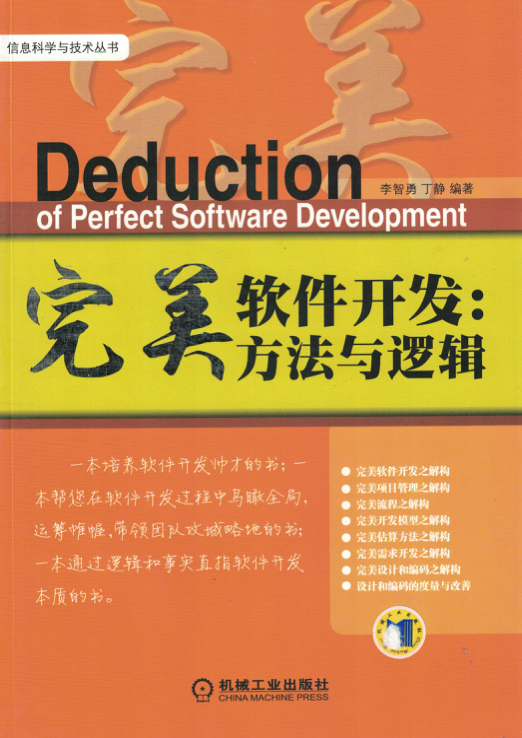 信息科学与技术丛书
完美
Deduction
李智勇 丁静 编著
of Perfect Software Development
完美 软件开发：
方法与逻辑
一本培养软件开发帅才的书；一
本帮您在软件开发过程中鸟瞰全局，
运筹帷幄，带领团队攻城略地的书；
一本通过逻辑和事实直指软件开发
本质的书。
● 完美软件开发之解构
● 完美项目管理之解构
● 完美流程之解构
● 完美开发模型之解构
● 完美估算方法之解构
● 完美需求开发之解构
● 完美设计和编码之解构
● 设计和编码的度量与改善
机械工业出版社
CHINA MACHINE PRESS